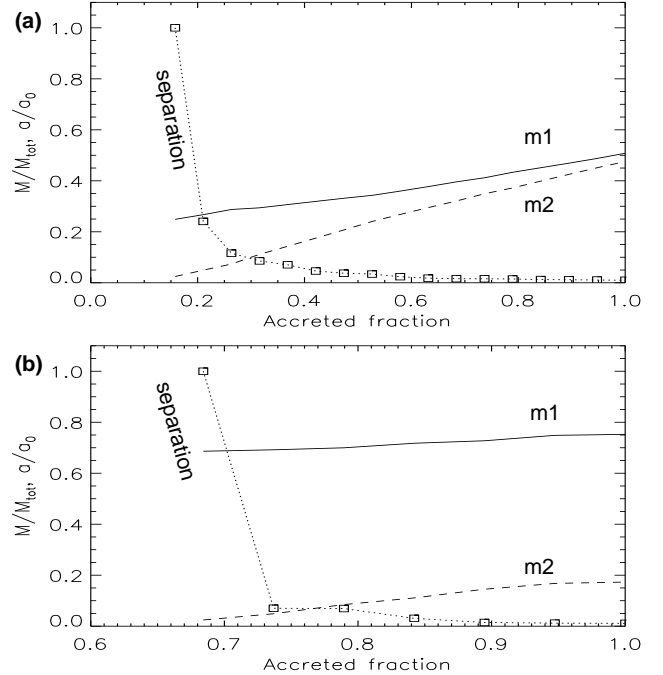 (a)
1.0
0.8
0.6
0.4
0.2
0.0
M/M_tot, a/a_0
separation
m1
m2
0.0 0.2 0.4 0.6 0.8 1.0
Accreted fraction
(b)
1.0
0.8
0.6
0.4
0.2
0.0
M/M_tot, a/a_0
separation
m1
m2
0.6 0.7 0.8 0.9 1.0
Accreted fraction